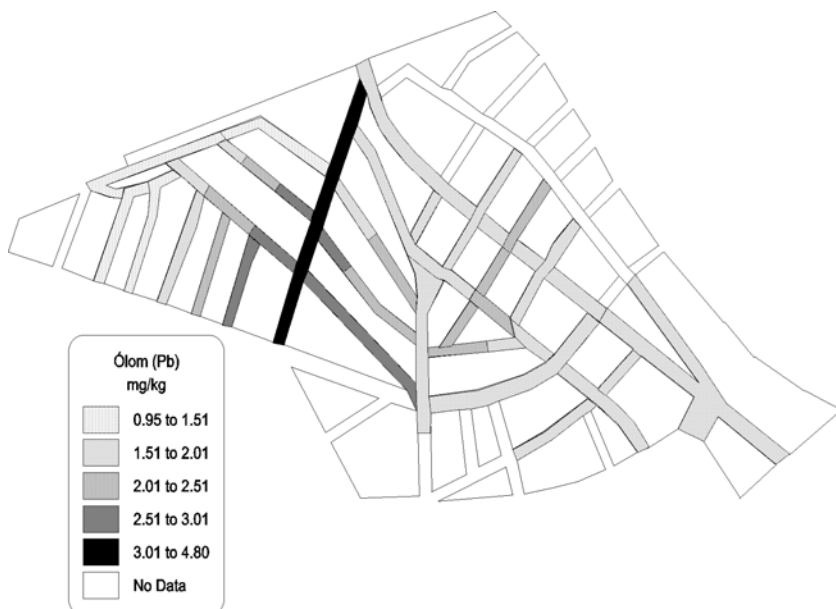 Ólom (Pb)
mg/kg
0.95 to 1.51
1.51 to 2.01
2.01 to 2.51
2.51 to 3.01
3.01 to 4.80
No Data